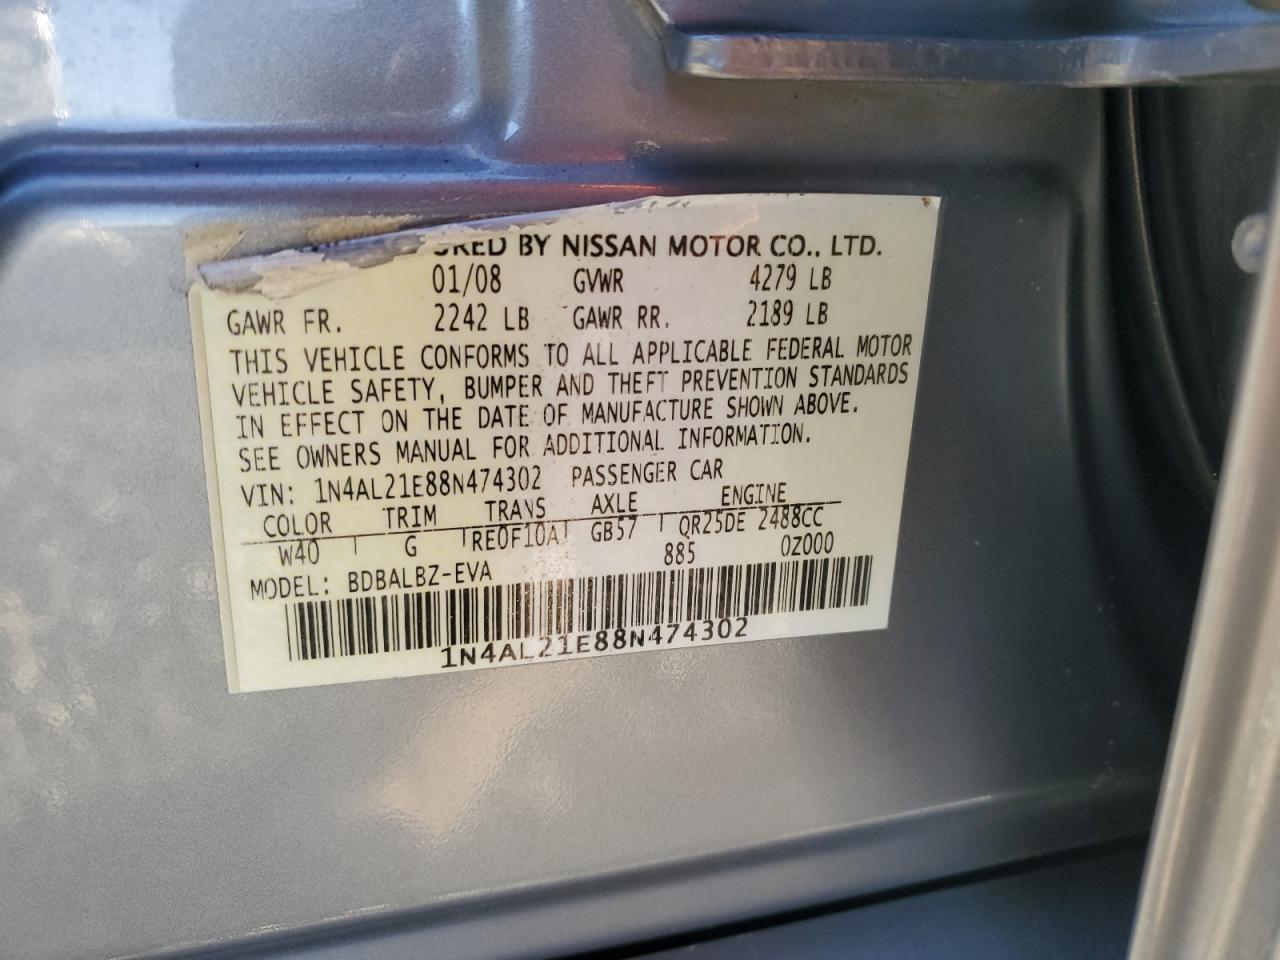 URED BY NISSAN MOTOR CO., LTD.
01/08 GVWR 4279 LB
GAWR FR. 2242 LB GAWR RR. 2189 LB
THIS VEHICLE CONFORMS TO ALL APPLICABLE FEDERAL MOTOR
VEHICLE SAFETY, BUMPER AND THEFT PREVENTION STANDARDS
IN EFFECT ON THE DATE OF MANUFACTURE SHOWN ABOVE.
SEE OWNERS MANUAL FOR ADDITIONAL INFORMATION.
VIN: 1N4AL21E88N474302 PASSENGER CAR
COLOR TRIM TRANS AXLE ENGINE
W40 G RE0F10A GB57 QR25DE 2488CC
885 0Z000
MODEL: BDBALBZ-EVA
1N4AL21E88N474302